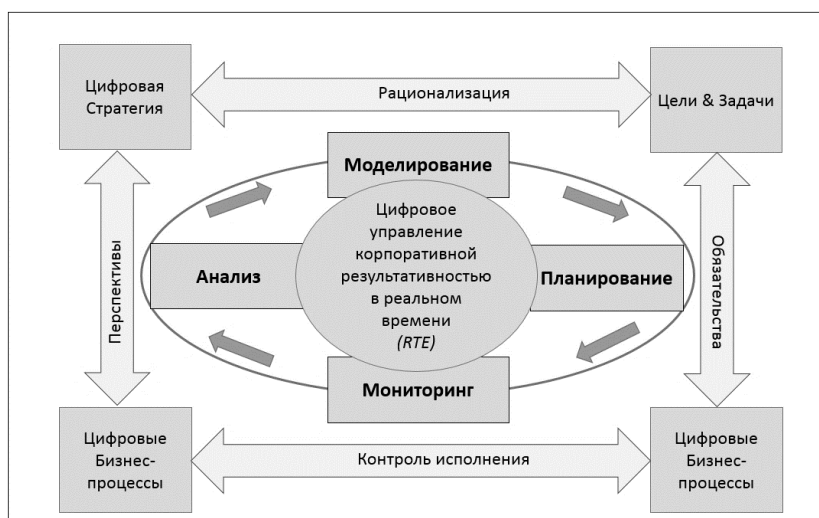 Цифровая
Стратегия
Рационализация
Цели & Задачи
Моделирование
Цифровое
управление
корпоративной
результативностью
в реальном
времени
(RTE)
Анализ
Планирование
Мониторинг
Перспективы
Обязательства
Цифровые
Бизнес-
процессы
Контроль исполнения
Цифровые
Бизнес-
процессы